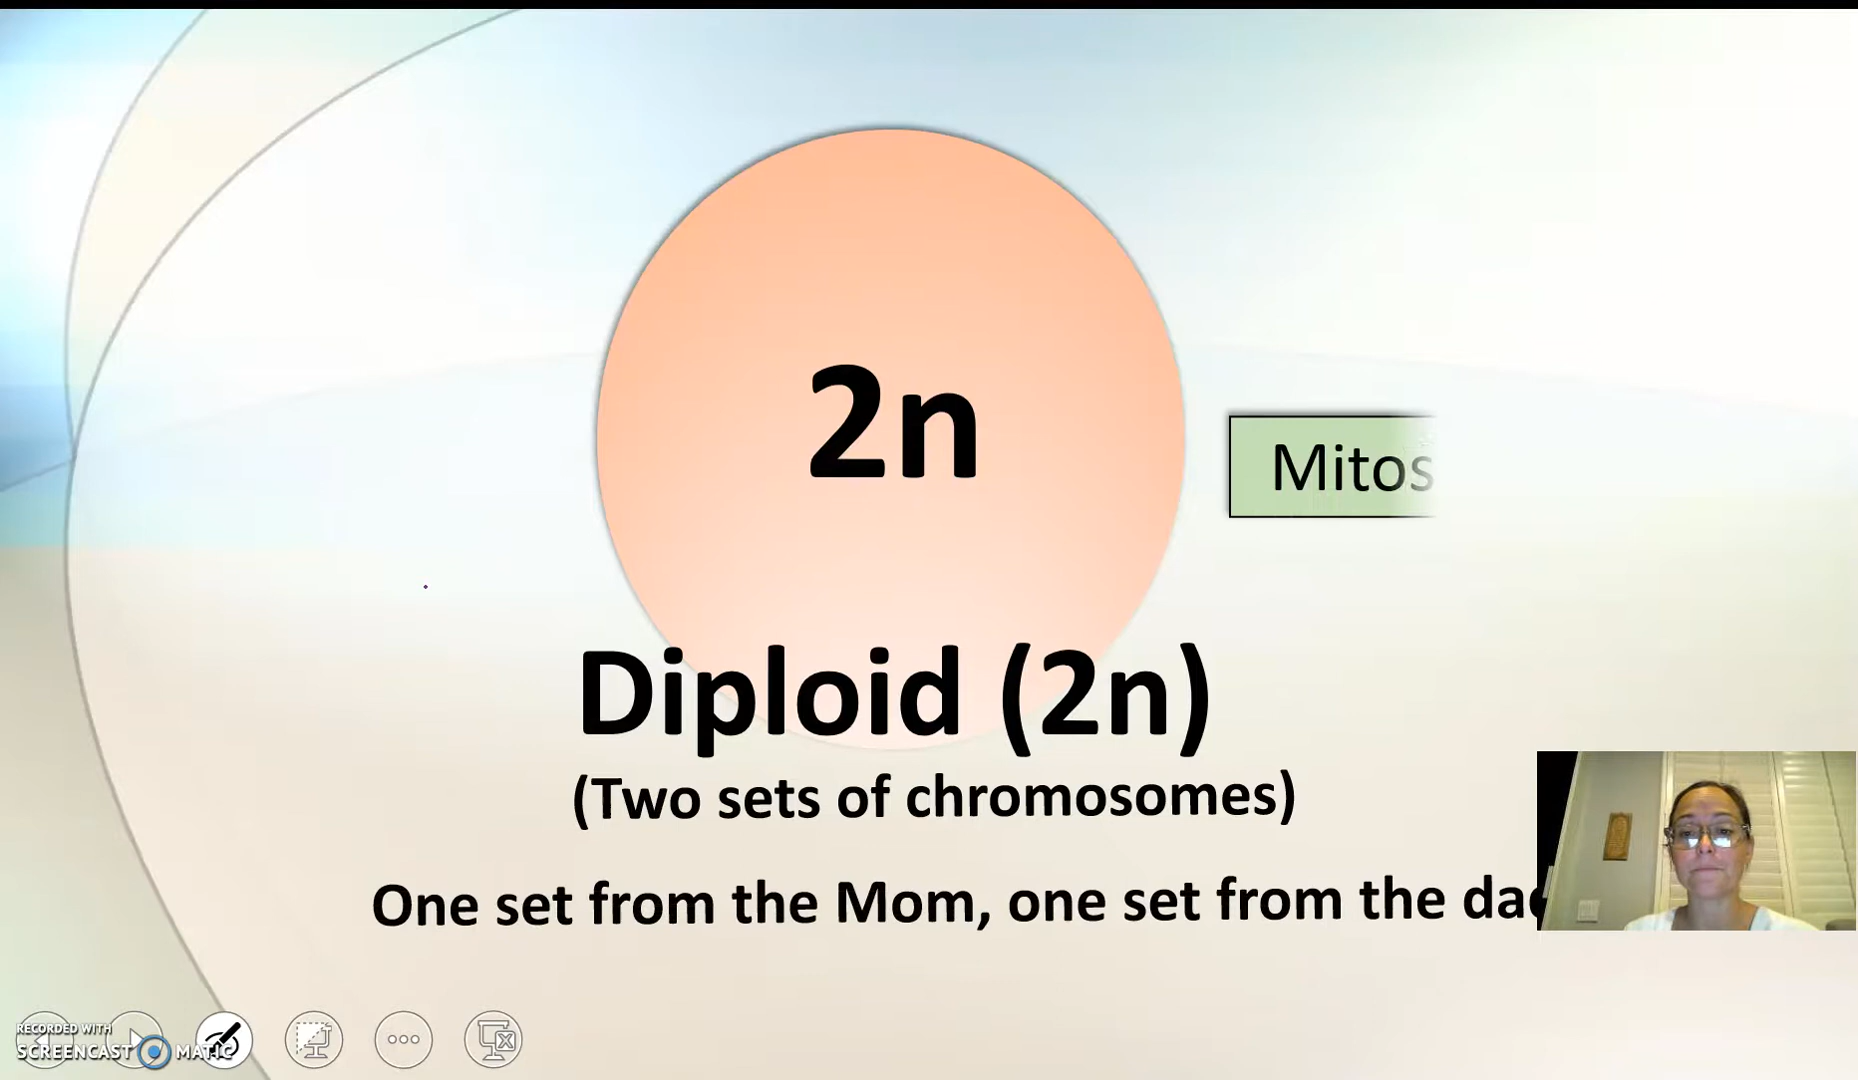 2n
Mitos
Diploid (2n)
(Two sets of chromosomes)
One set from the Mom, one set from the dad
RECORDED WITH
SCREENCAST MATIC